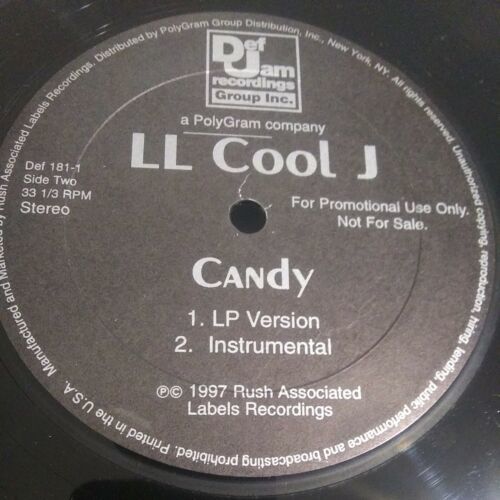 Def
Jam
recordings
Group Inc.
a PolyGram company
LL Cool J
Def 181-1
Side Two
33 1/3 RPM
Stereo
For Promotional Use Only.
Not For Sale.
CANDY
1. LP Version
2. Instrumental
℗© 1997 Rush Associated
Labels Recordings
Manufactured and Marketed by Rush Associated Labels Recordings, Distributed by PolyGram Group Distribution, Inc., New York, NY. All rights reserved. Unauthorized copying, reproduction, hiring, lending, public performance and broadcasting prohibited. Printed in the U.S.A.